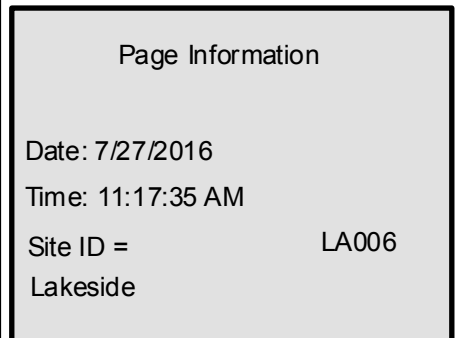 Page Information
Date: 7/27/2016
Time: 11:17:35 AM
Site ID = LA006
Lakeside